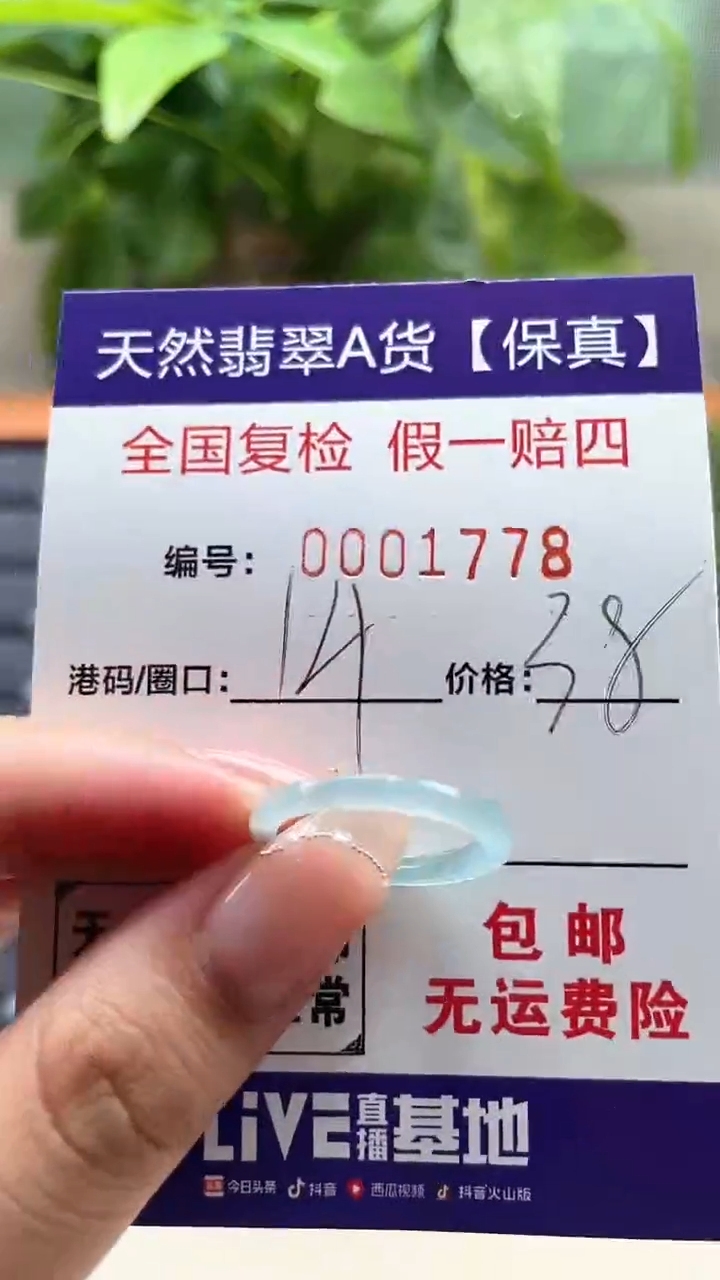 天然翡翠A货【保真】
全国复检 假一赔四
编号: 0001778
港码/圈口: 14 价格: 38
包邮
无运费险
常
LiVE直播基地
今日头条 抖音 西瓜视频 抖音火山版